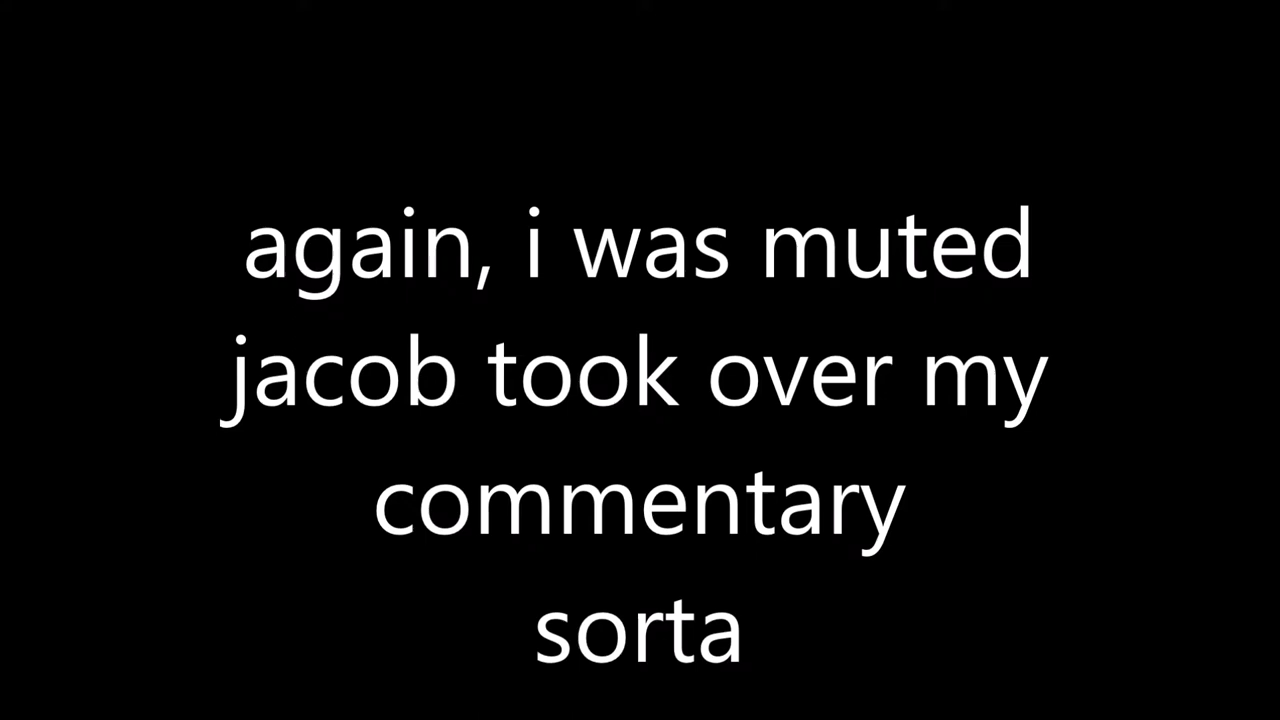 again, i was muted
jacob took over my
commentary
sorta